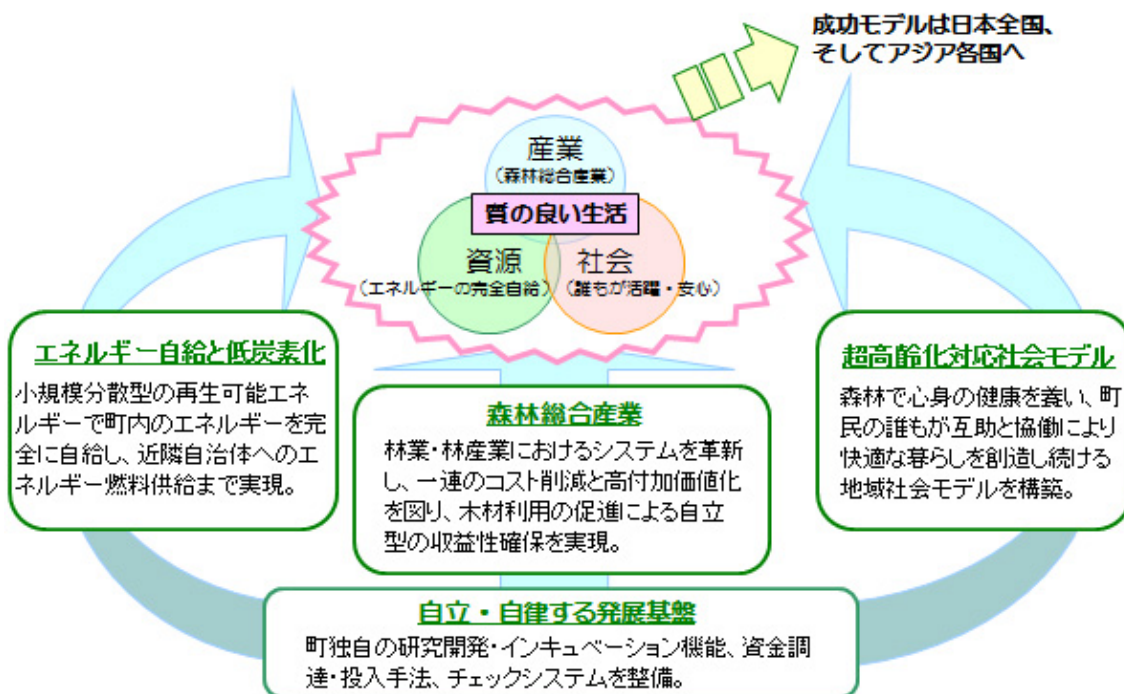 成功モデルは日本全国、
そしてアジア各国へ
産業
（森林総合産業）
質の良い生活
資源
（エネルギーの完全自給）
社会
（誰もが活躍・安心）
エネルギー自給と低炭素化
小規模分散型の再生可能エネ
ルギーで町内のエネルギーを完
全に自給し、近隣自治体へのエ
ネルギー燃料供給まで実現。
森林総合産業
林業・林産業におけるシステムを革新
し、一連のコスト削減と高付加価値化
を図り、木材利用の促進による自立
型の収益性確保を実現。
超高齢化対応社会モデル
森林で心身の健康を養い、町
民の誰もが互助と協働により
快適な暮らしを創造し続ける
地域社会モデルを構築。
自立・自律する発展基盤
町独自の研究開発・インキュベーション機能、資金調
達・投入手法、チェックシステムを整備。